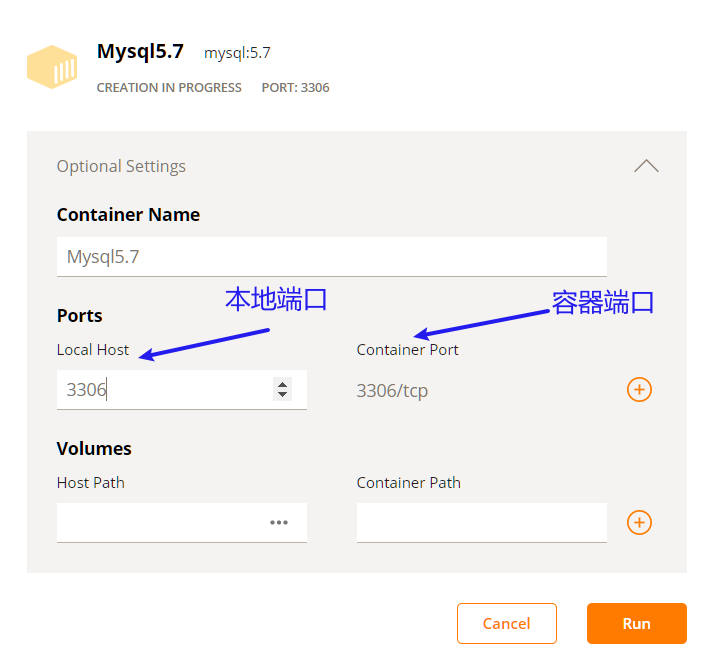 Mysql5.7 mysql:5.7
CREATION IN PROGRESS PORT: 3306
Optional Settings
Container Name
Mysql5.7
本地端口
容器端口
Ports
Local Host Container Port
3306 3306/tcp
Volumes
Host Path Container Path
Cancel Run